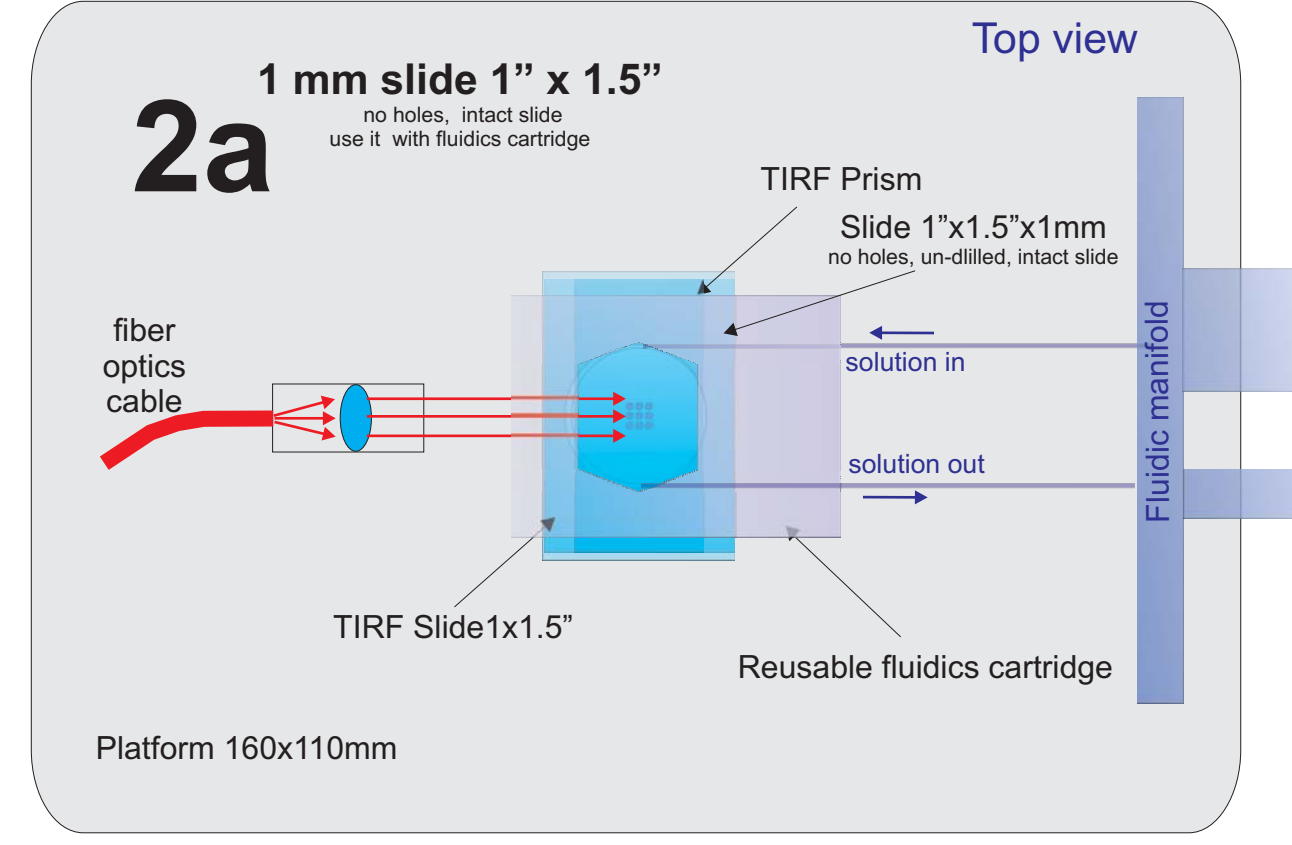 Top view
1 mm slide 1” x 1.5”
no holes, intact slide
use it with fluidics cartridge
2a
TIRF Prism
Slide 1”x1.5”x1mm
no holes, un-dlilled, intact slide
fiber
optics
cable
solution in
solution out
Fluidic manifold
TIRF Slide1x1.5”
Reusable fluidics cartridge
Platform 160x110mm